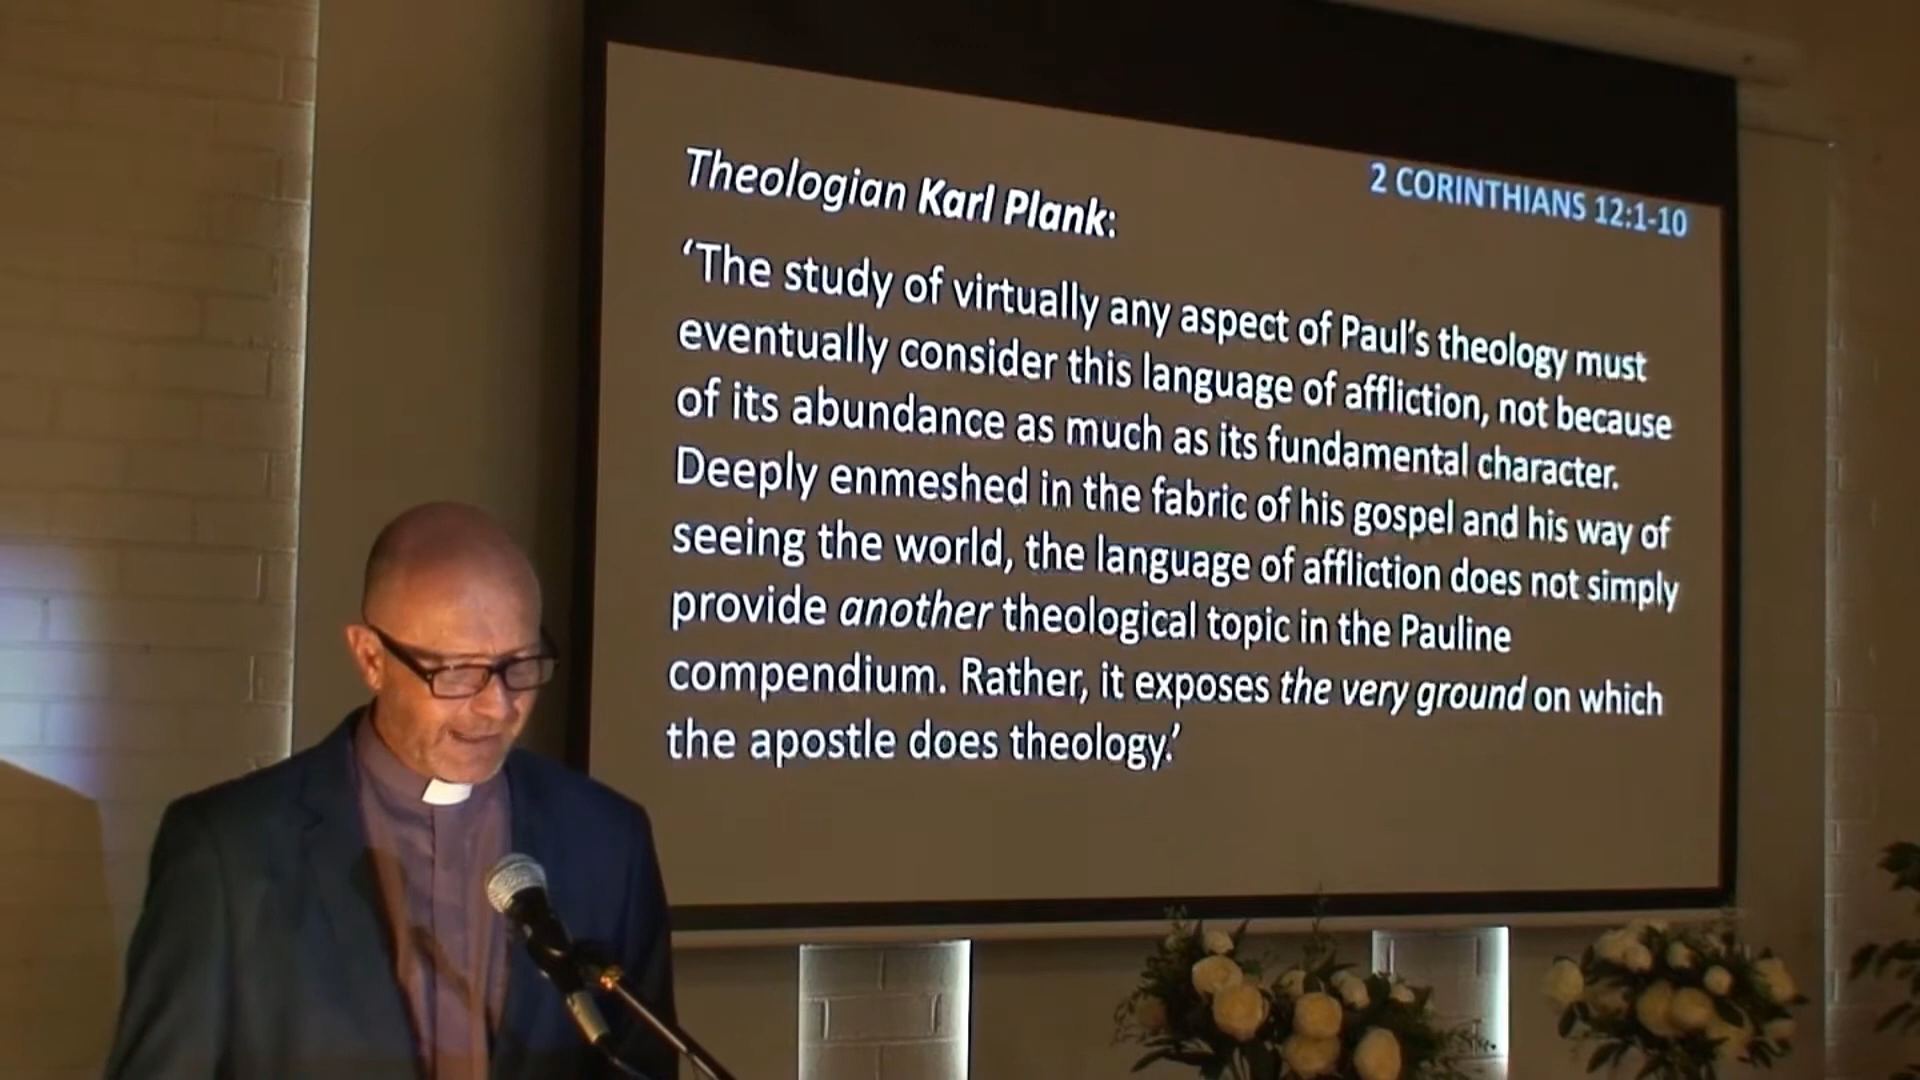 Theologian Karl Plank:
2 CORINTHIANS 12:1-10
‘The study of virtually any aspect of Paul’s theology must
eventually consider this language of affliction, not because
of its abundance as much as its fundamental character.
Deeply enmeshed in the fabric of his gospel and his way of
seeing the world, the language of affliction does not simply
provide another theological topic in the Pauline
compendium. Rather, it exposes the very ground on which
the apostle does theology.’